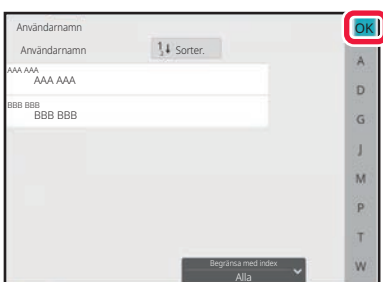 Användarnamn
OK
Användarnamn
Sorter.
A
AAA AAA
AAA AAA
D
BBB BBB
BBB BBB
G
J
M
P
T
Begränsa med index
W
Alla